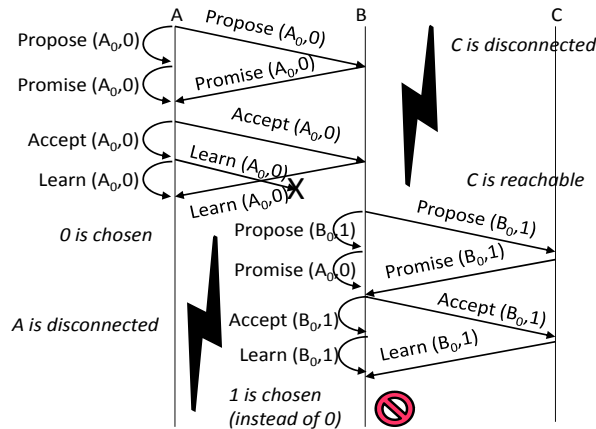 A
B
C
Propose (A0,0)
Propose (A0,0)
C is disconnected
Promise (A0,0)
Promise (A0,0)
Accept (A0,0)
Accept (A0,0)
Learn (A0,0)
Learn (A0,0)
Learn (A0,0)
X
C is reachable
0 is chosen
Propose (B0,1)
Propose (B0,1)
Promise (A0,0)
Promise (B0,1)
A is disconnected
Accept (B0,1)
Accept (B0,1)
Learn (B0,1)
Learn (B0,1)
1 is chosen
(instead of 0)